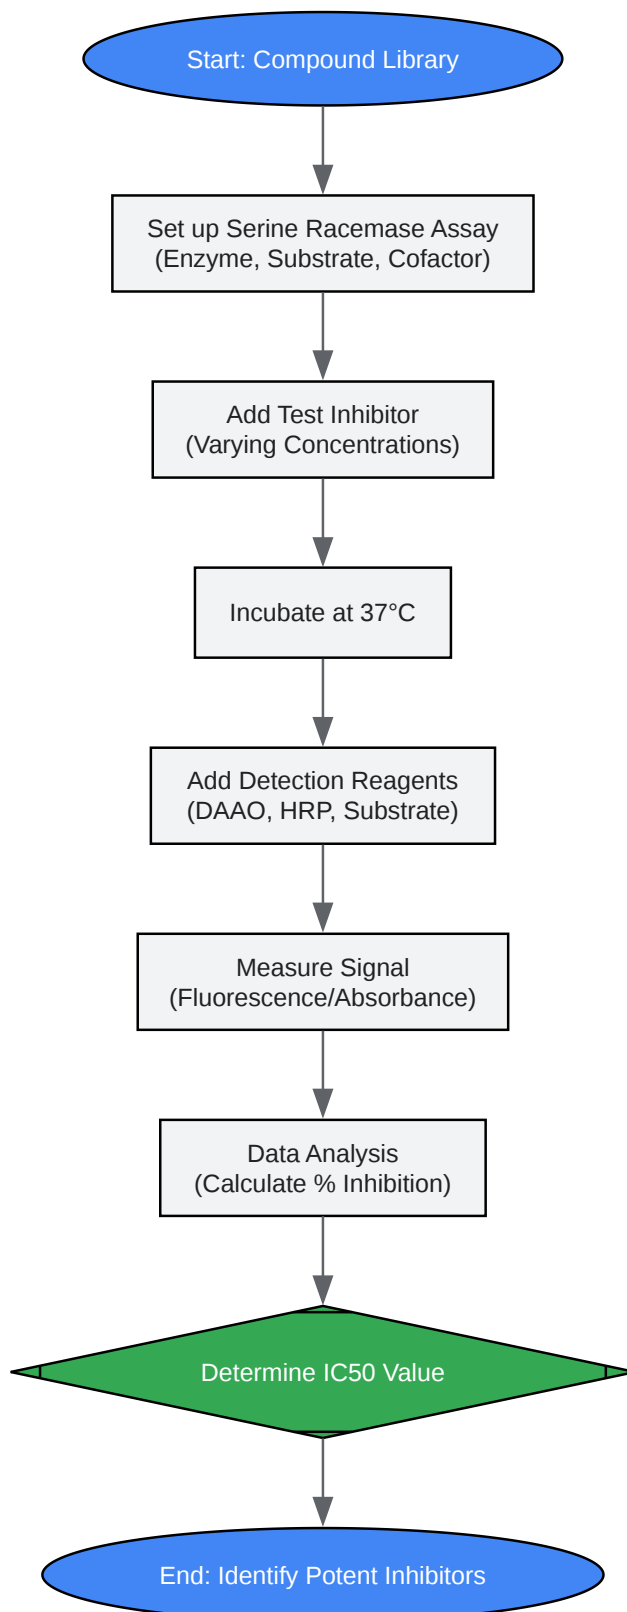 Start: Compound Library
Set up Serine Racemase Assay
(Enzyme, Substrate, Cofactor)
Add Test Inhibitor
(Varying Concentrations)
Incubate at 37°C
Add Detection Reagents
(DAAO, HRP, Substrate)
Measure Signal
(Fluorescence/Absorbance)
Data Analysis
(Calculate % Inhibition)
Determine IC50 Value
End: Identify Potent Inhibitors